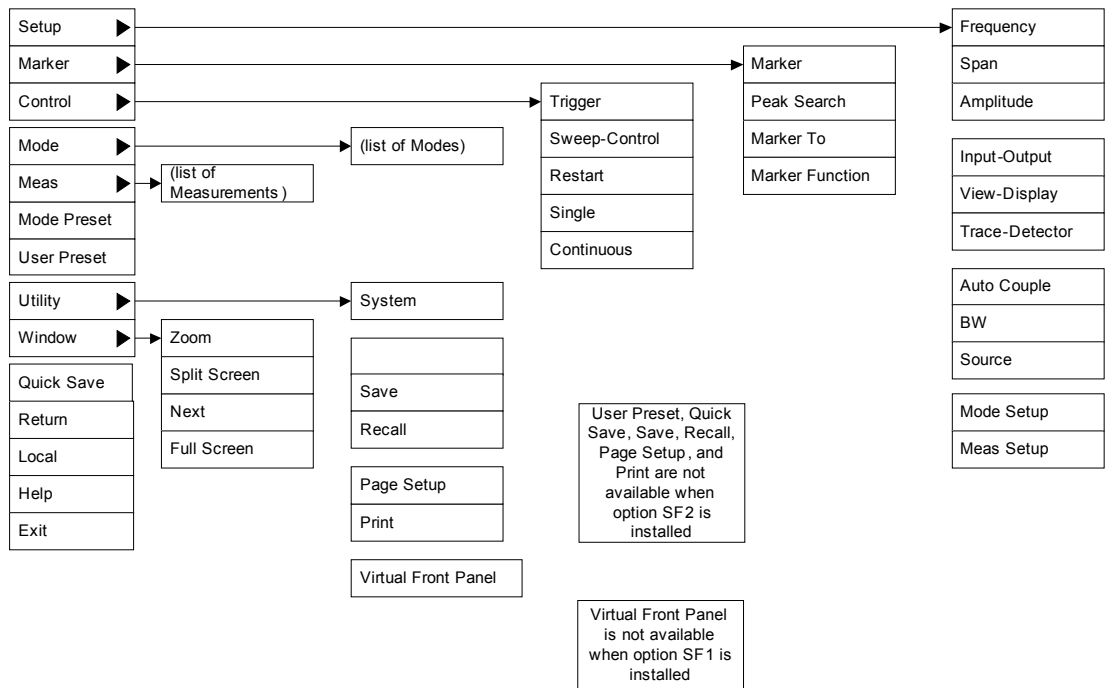 Setup
Marker
Control
Mode
Meas
Mode Preset
User Preset
Utility
Window
Quick Save
Return
Local
Help
Exit
(list of
Measurements )
Zoom
Split Screen
Next
Full Screen
(list of Modes)
System
Save
Recall
Page Setup
Print
Virtual Front Panel
Trigger
Sweep-Control
Restart
Single
Continuous
User Preset, Quick
Save, Save, Recall,
Page Setup, and
Print are not
available when
option SF2 is
installed
Virtual Front Panel
is not available
when option SF1 is
installed
Marker
Peak Search
Marker To
Marker Function
Frequency
Span
Amplitude
Input-Output
View-Display
Trace-Detector
Auto Couple
BW
Source
Mode Setup
Meas Setup